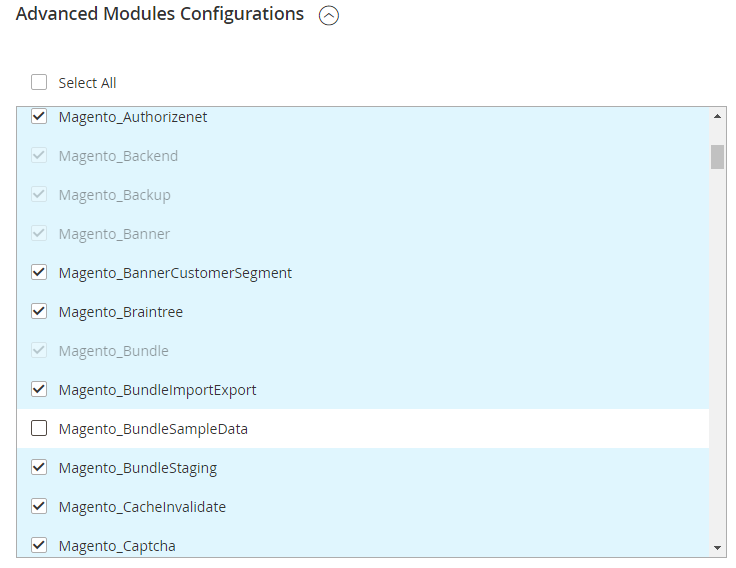 Advanced Modules Configurations
Select All
Magento_Authorizenet
Magento_Backend
Magento_Backup
Magento_Banner
Magento_BannerCustomerSegment
Magento_Braintree
Magento_Bundle
Magento_BundleImportExport
Magento_BundleSampleData
Magento_BundleStaging
Magento_CacheInvalidate
Magento_Captcha